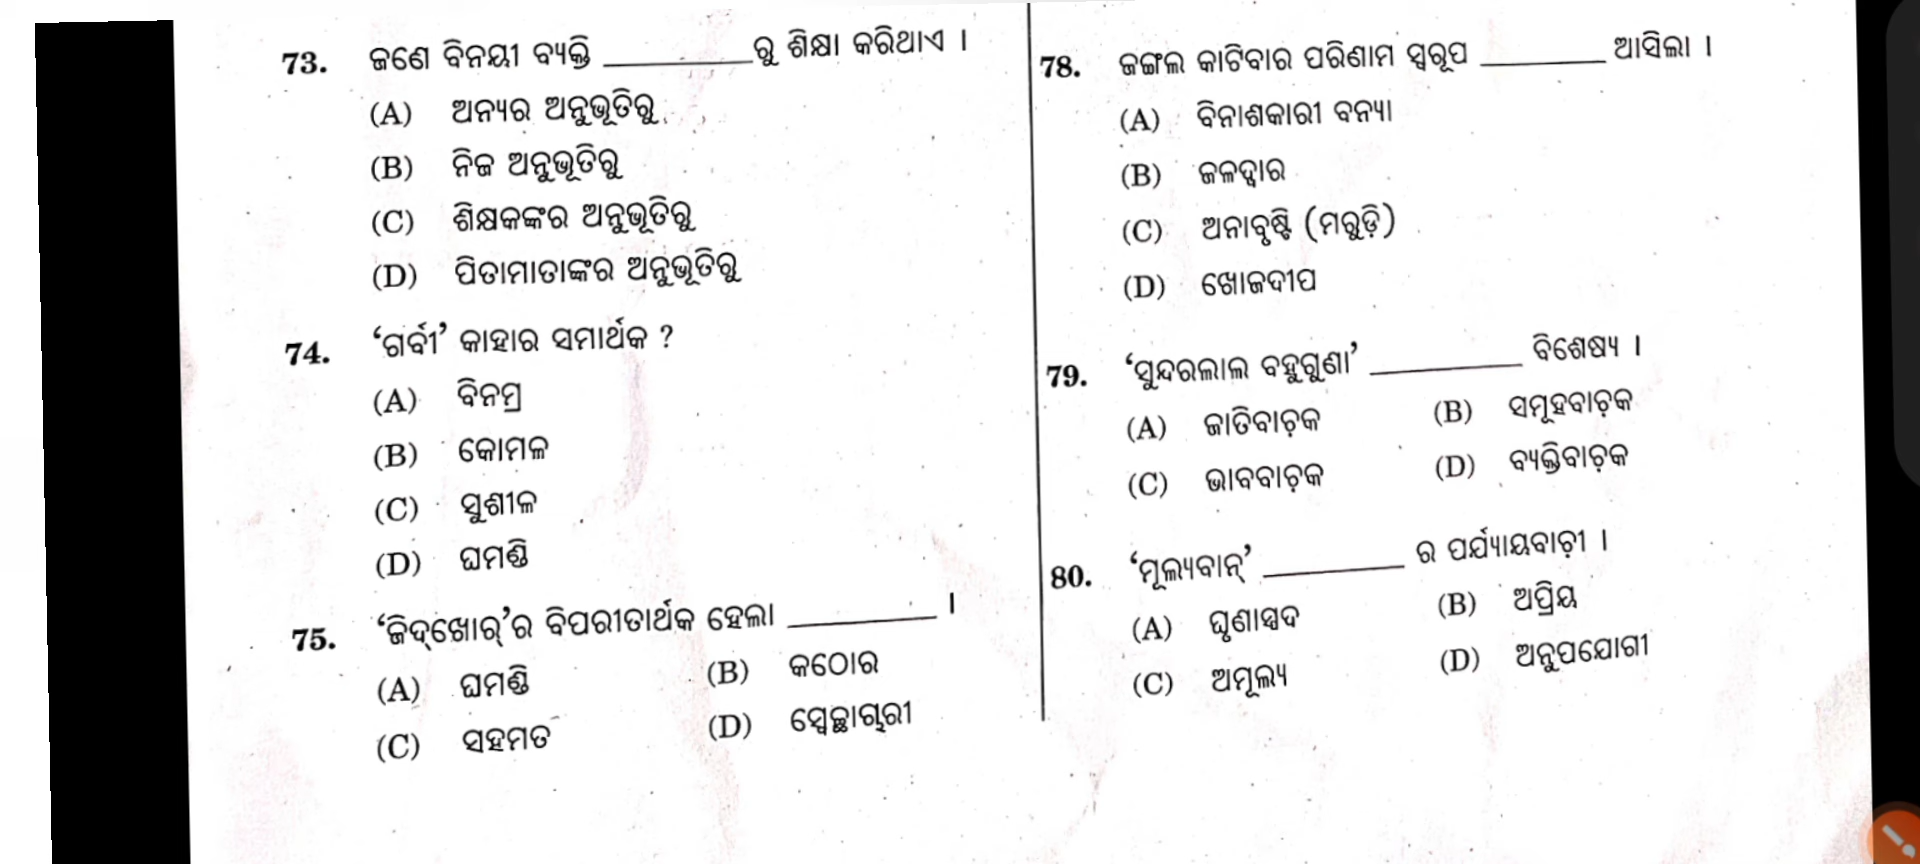 73. ଜଣେ ବିନୟୀ ବ୍ୟକ୍ତି ________ରୁ ଶିକ୍ଷା କରିଥାଏ ।
(A) ଅନ୍ୟର ଅନୁଭୂତିରୁ
(B) ନିଜ ଅନୁଭୂତିରୁ
(C) ଶିକ୍ଷକଙ୍କର ଅନୁଭୂତିରୁ
(D) ପିତାମାତାଙ୍କର ଅନୁଭୂତିରୁ
74. ‘ଗର୍ବୀ’ କାହାର ସମାର୍ଥକ ?
(A) ବିନମ୍ର
(B) କୋମଳ
(C) ସୁଶୀଳ
(D) ଘମଣ୍ଡି
75. ‘ଜିଦ୍‌ଖୋର୍’ର ବିପରୀତାର୍ଥକ ହେଲା ________ ।
(A) ଘମଣ୍ଡି (B) କଠୋର
(C) ସହମତ (D) ସ୍ୱେଚ୍ଛାଚାରୀ
78. ଜଙ୍ଗଲ କାଟିବାର ପରିଣାମ ସ୍ୱରୂପ ________ ଆସିଲା ।
(A) ବିନାଶକାରୀ ବନ୍ୟା
(B) ଜଳଦ୍ୱାର
(C) ଅନାବୃଷ୍ଟି (ମରୁଡ଼ି)
(D) ଖୋଜଦୀପ
79. ‘ସୁନ୍ଦରଲାଲ ବହୁଗୁଣା’ ________ ବିଶେଷ୍ୟ ।
(A) ଜାତିବାଚକ (B) ସମୂହବାଚକ
(C) ଭାବବାଚକ (D) ବ୍ୟକ୍ତିବାଚକ
80. ‘ମୂଲ୍ୟବାନ୍’ ________ ର ପର୍ଯ୍ୟାୟବାଚୀ ।
(A) ଘୃଣାସ୍ପଦ (B) ଅପ୍ରିୟ
(C) ଅମୂଲ୍ୟ (D) ଅନୁପଯୋଗୀ